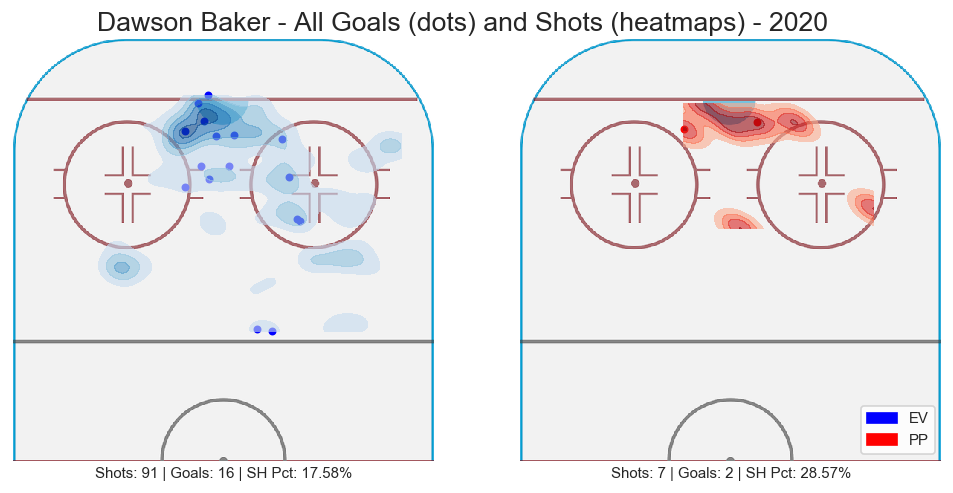 Dawson Baker - All Goals (dots) and Shots (heatmaps) - 2020
EV
PP
Shots: 91 | Goals: 16 | SH Pct: 17.58%
Shots: 7 | Goals: 2 | SH Pct: 28.57%